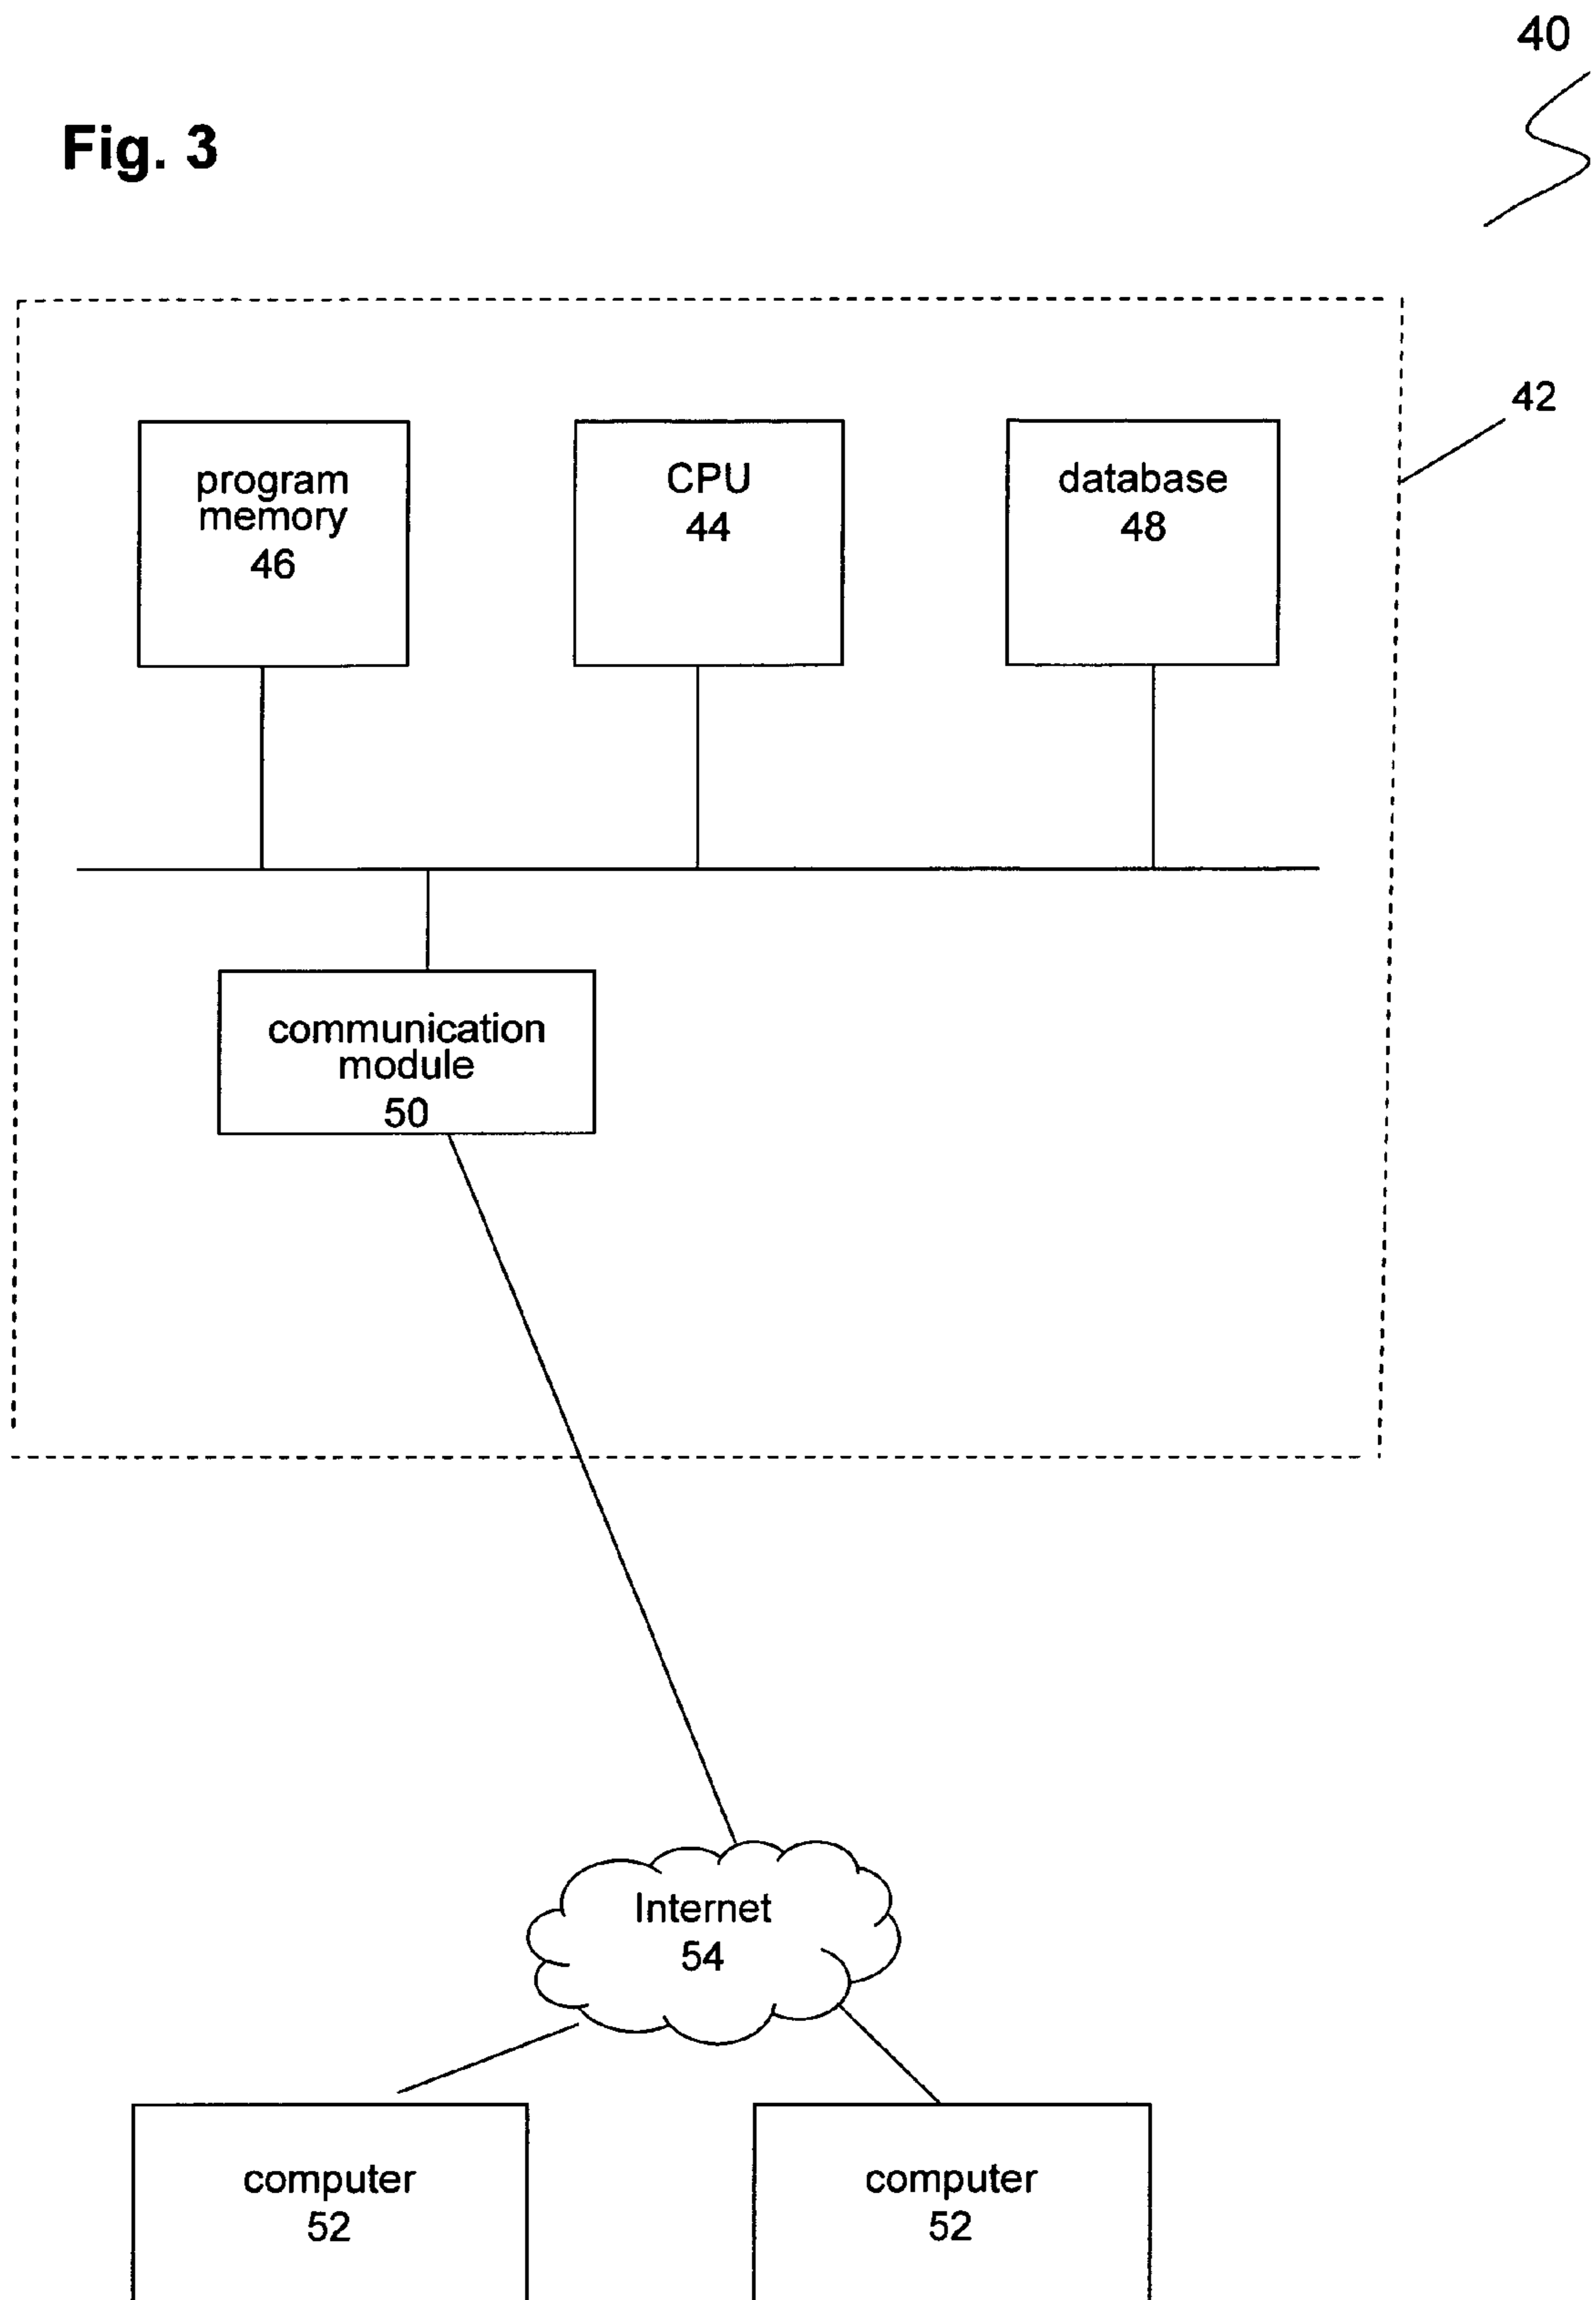 40
Fig. 3
42
program
memory
46
CPU
44
database
48
communication
module
50
Internet
54
computer
52
computer
52